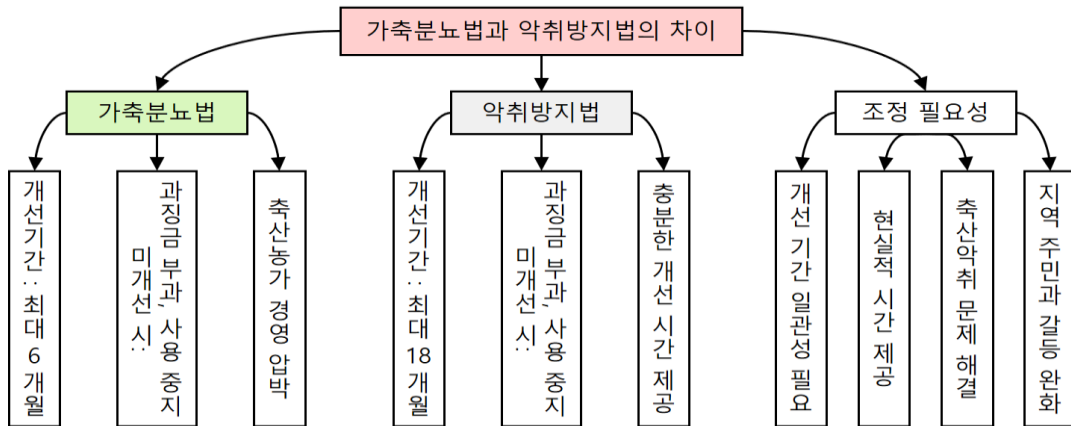 가축분뇨법과 악취방지법의 차이
가축분뇨법
악취방지법
조정 필요성
개선기간: 최대 6개월
미개선 시:
과징금 부과, 사용 중지
축산농가 경영 압박
개선기간: 최대 18개월
미개선 시:
과징금 부과, 사용 중지
충분한 개선 시간 제공
개선 기간 일관성 필요
현실적 시간 제공
축산악취 문제 해결
지역 주민과 갈등 완화